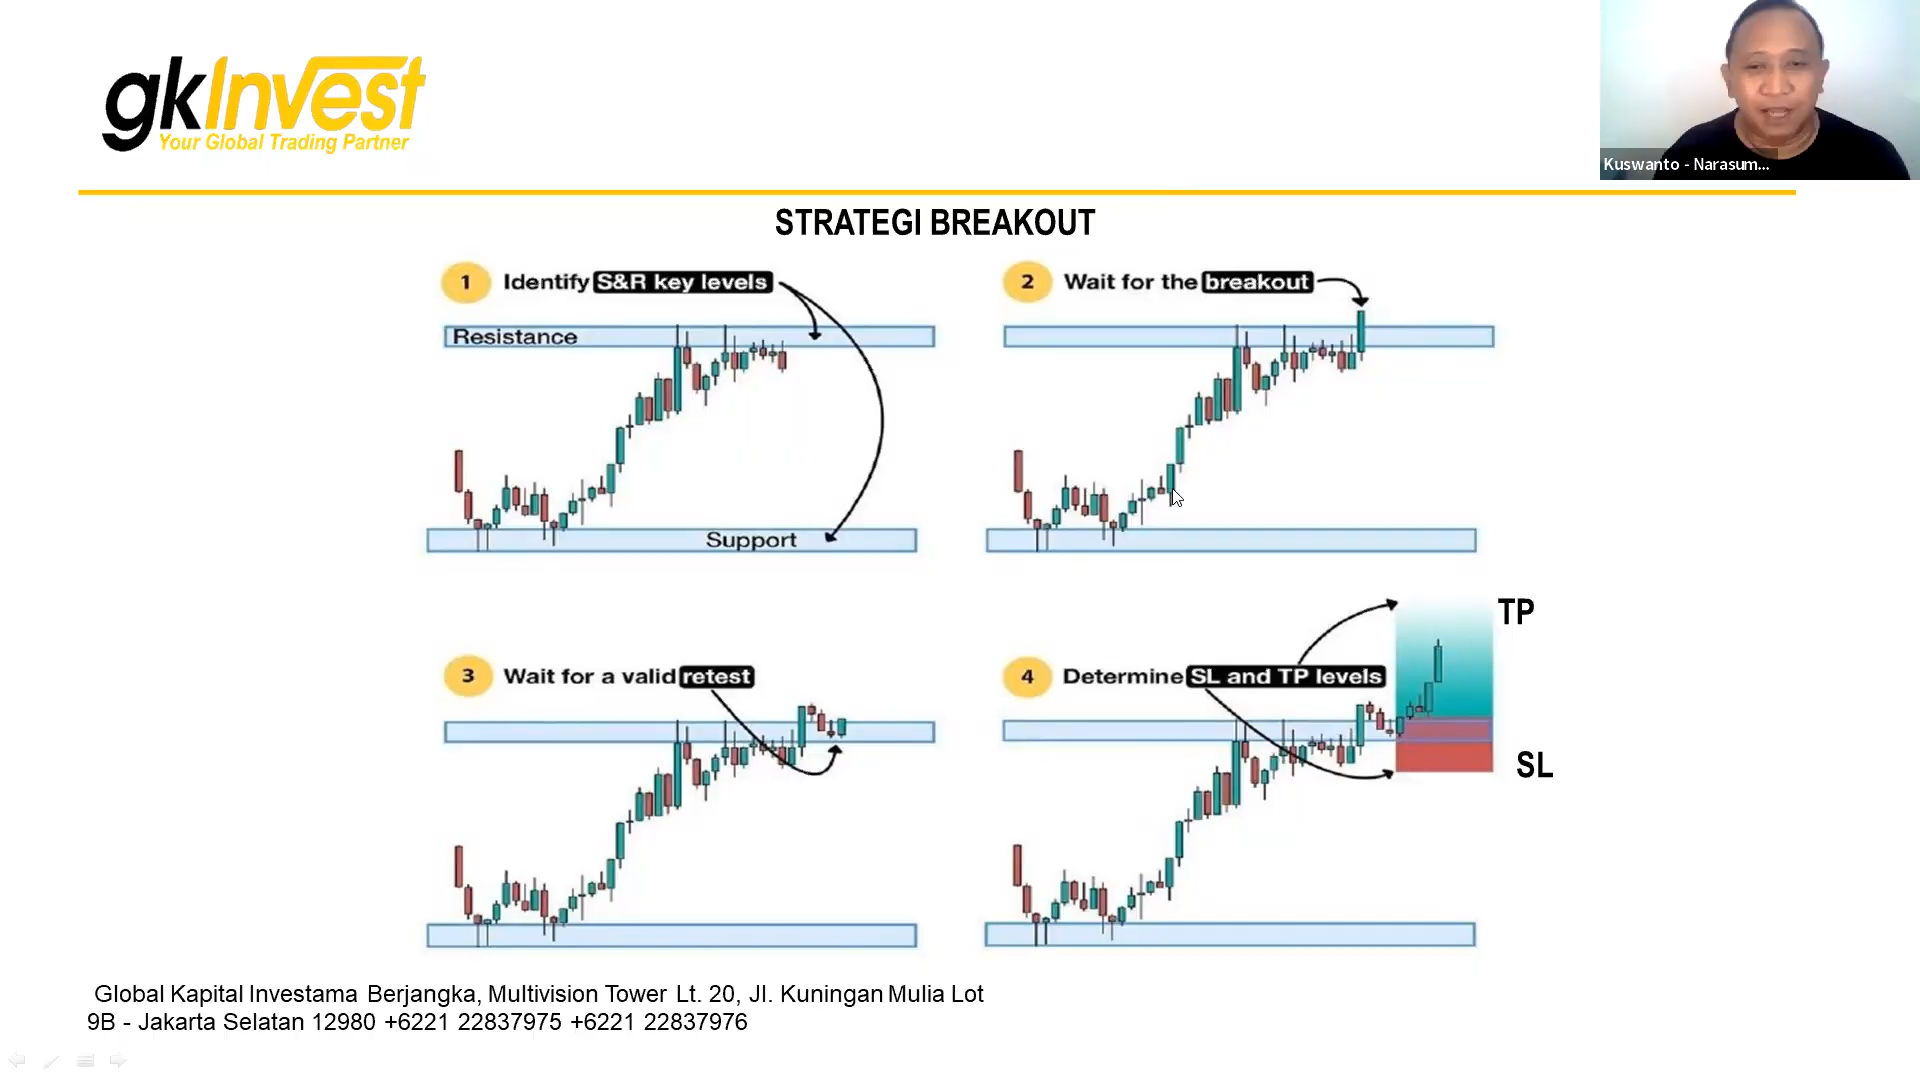 gkInvest
Your Global Trading Partner
Kuswanto - Narasum...
STRATEGI BREAKOUT
1 Identify S&R key levels
Resistance
Support
2 Wait for the breakout
3 Wait for a valid retest
4 Determine SL and TP levels
TP
SL
Global Kapital Investama Berjangka, Multivision Tower Lt. 20, Jl. Kuningan Mulia Lot
9B - Jakarta Selatan 12980 +6221 22837975 +6221 22837976